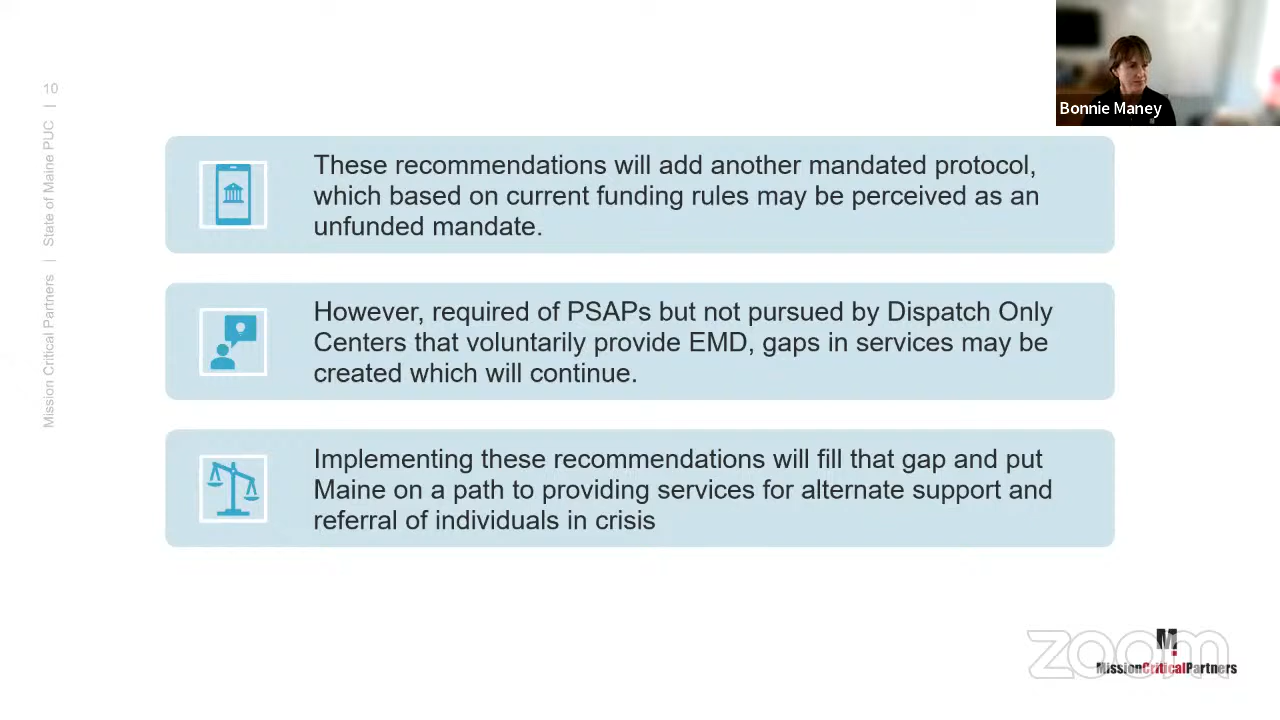 Bonnie Maney
Mission Critical Partners | State of Maine PUC | 10
These recommendations will add another mandated protocol,
which based on current funding rules may be perceived as an
unfunded mandate.
However, required of PSAPs but not pursued by Dispatch Only
Centers that voluntarily provide EMD, gaps in services may be
created which will continue.
Implementing these recommendations will fill that gap and put
Maine on a path to providing services for alternate support and
referral of individuals in crisis
zoom
M
MissionCriticalPartners